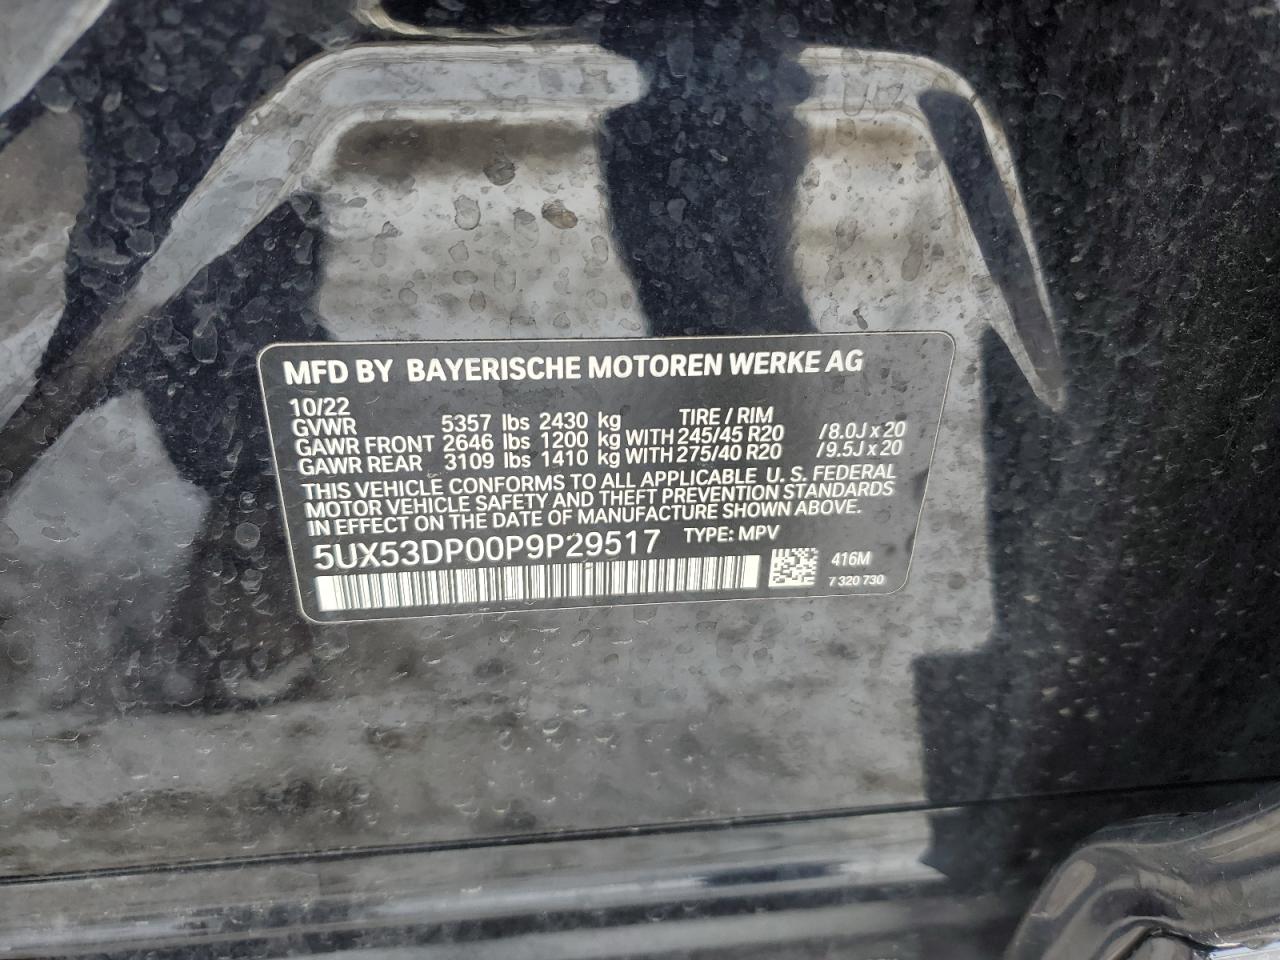 MFD BY BAYERISCHE MOTOREN WERKE AG
10/22
GVWR 5357 lbs 2430 kg TIRE / RIM
GAWR FRONT 2646 lbs 1200 kg WITH 245/45 R20 /8.0J x 20
GAWR REAR 3109 lbs 1410 kg WITH 275/40 R20 /9.5J x 20
THIS VEHICLE CONFORMS TO ALL APPLICABLE U. S. FEDERAL
MOTOR VEHICLE SAFETY AND THEFT PREVENTION STANDARDS
IN EFFECT ON THE DATE OF MANUFACTURE SHOWN ABOVE.
5UX53DP00P9P29517 TYPE: MPV
416M
7 320 730